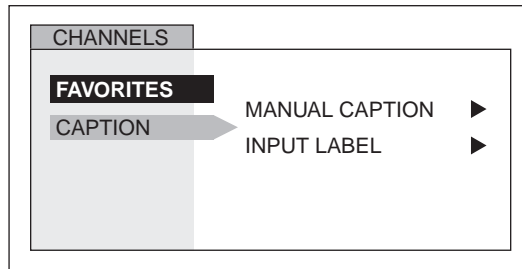 CHANNELS
FAVORITES
CAPTION
MANUAL CAPTION
INPUT LABEL